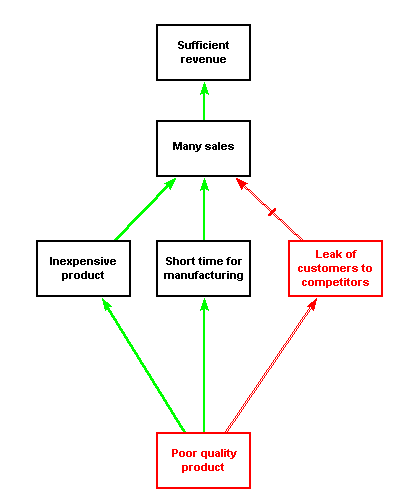 Sufficient
revenue
Many sales
Inexpensive
product
Short time for
manufacturing
Leak of
customers to
competitors
Poor quality
product